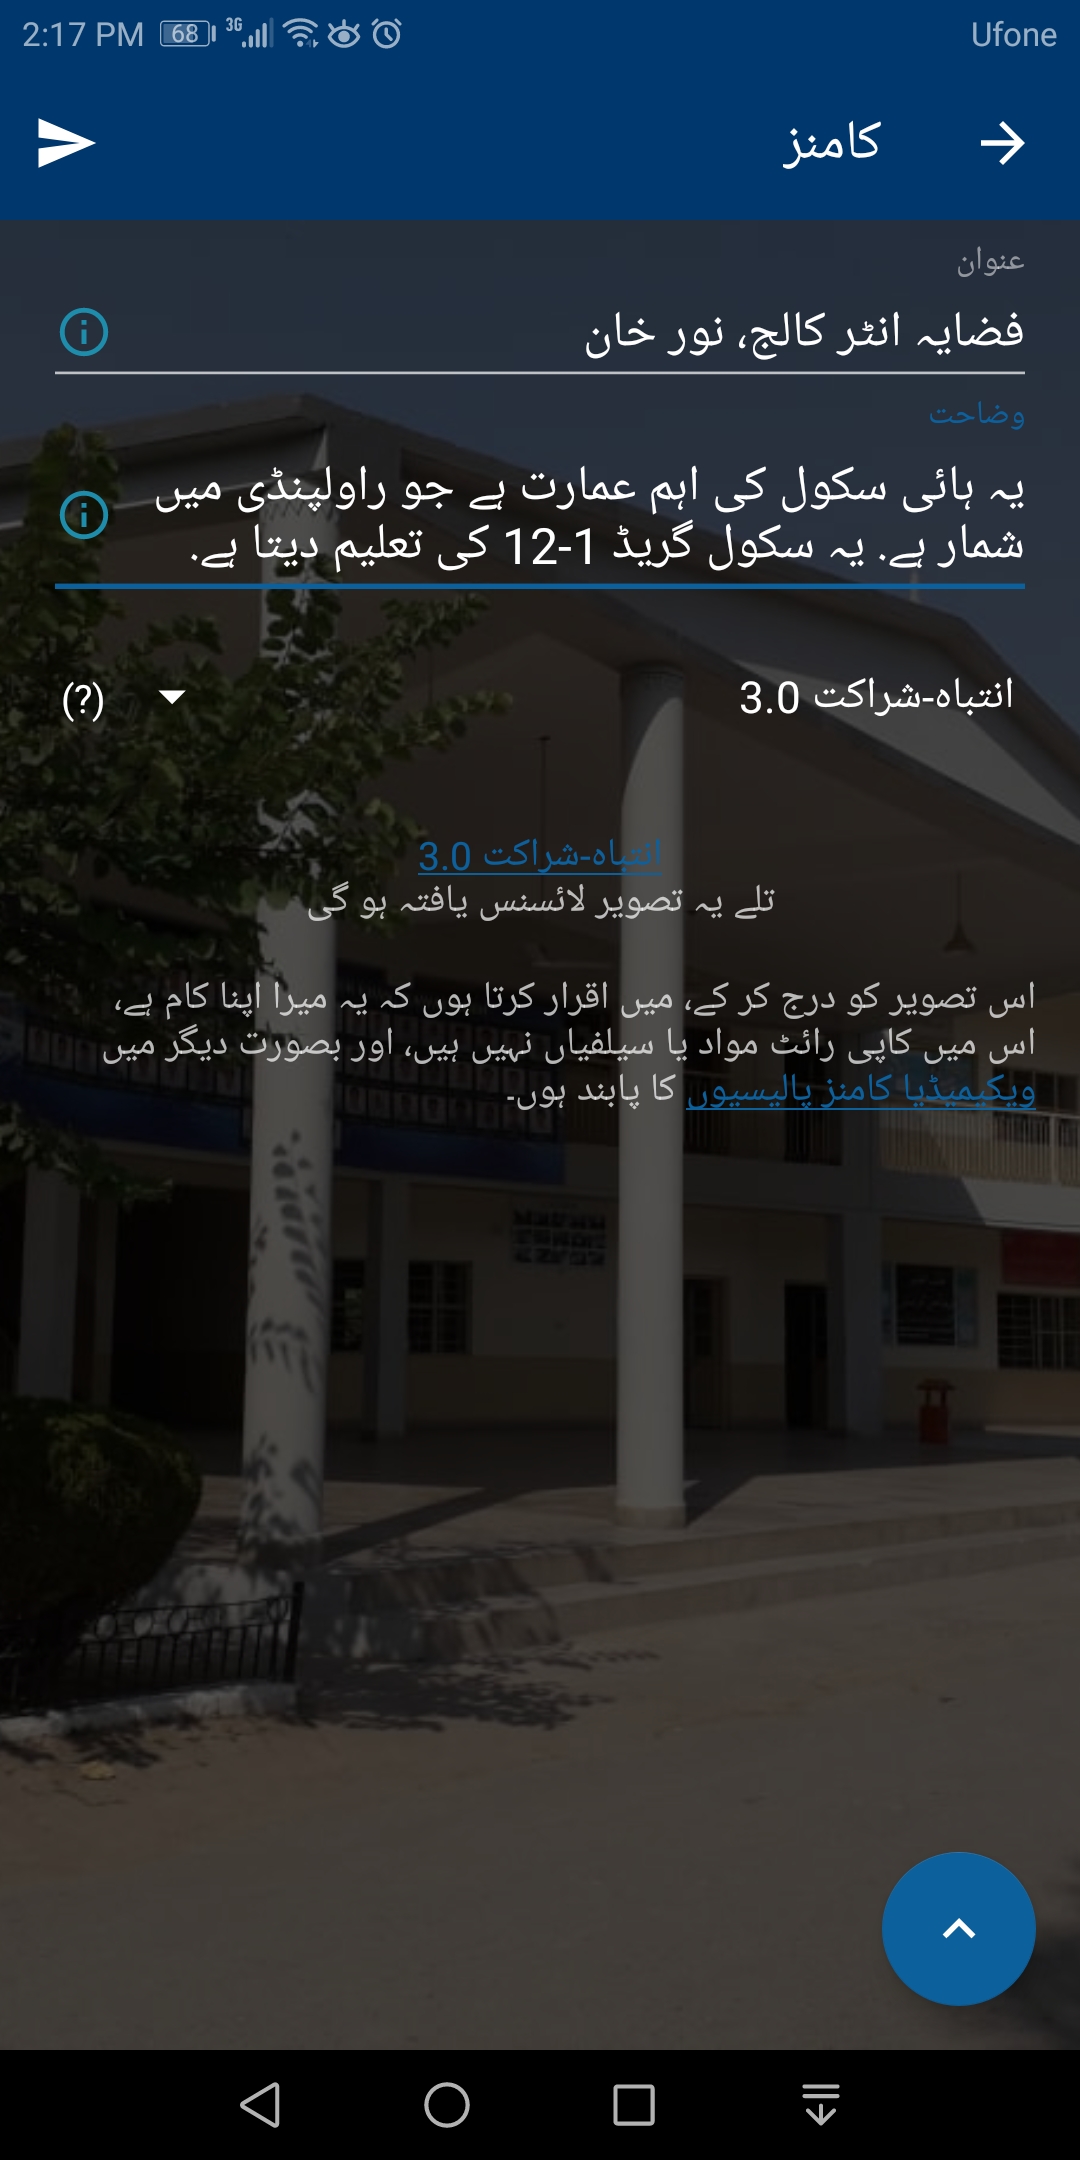 2:17 PM 68 3G Ufone
کامنز
عنوان
فضایہ انٹر کالج، نور خان
وضاحت
یہ ہائی سکول کی اہم عمارت ہے جو راولپنڈی میں
شمار ہے. یہ سکول گریڈ 1-12 کی تعلیم دیتا ہے.
انتباہ-شراکت 3.0 (?)
انتباہ-شراکت 3.0
تلے یہ تصویر لائسنس یافتہ ہو گی
اس تصویر کو درج کر کے، میں اقرار کرتا ہوں کہ یہ میرا اپنا کام ہے،
اس میں کاپی رائٹ مواد یا سیلفیاں نہیں ہیں، اور بصورت دیگر میں
ویکیمیڈیا کامنز پالیسیوں کا پابند ہوں۔